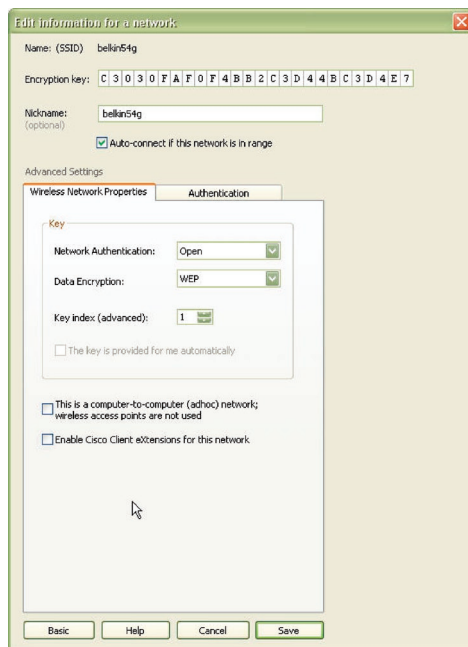 Edit information for a network
Name: (SSID) belkin54g
Encryption key: C 3 0 3 0 F A F 0 F 4 B B 2 C 3 D 4 4 B C 3 D 4 E 7
Nickname: belkin54g
(optional)
Auto-connect if this network is in range
Advanced Settings
Wireless Network Properties Authentication
Key
Network Authentication: Open
Data Encryption: WEP
Key index (advanced): 1
The key is provided for me automatically
This is a computer-to-computer (adhoc) network;
wireless access points are not used
Enable Cisco Client eXtensions for this network
Basic Help Cancel Save